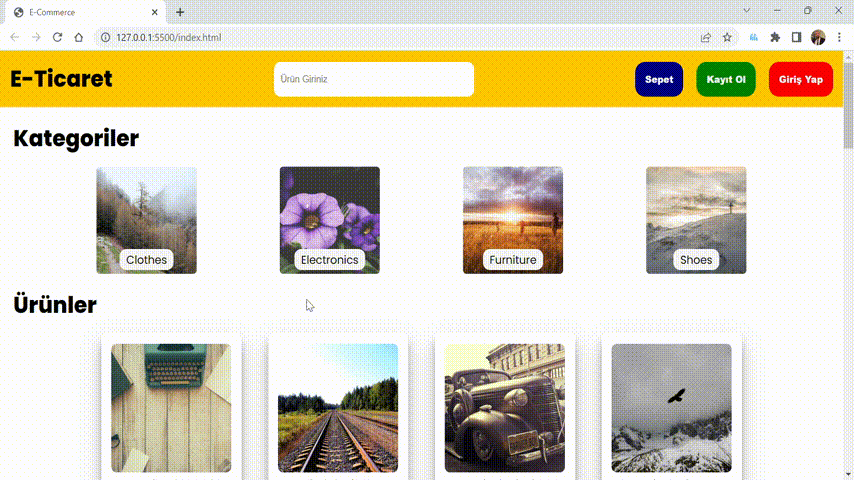 E-Commerce
127.0.0.1:5500/index.html
E-Ticaret
Ürün Giriniz
Sepet
Kayıt Ol
Giriş Yap
Kategoriler
Clothes
Electronics
Furniture
Shoes
Ürünler